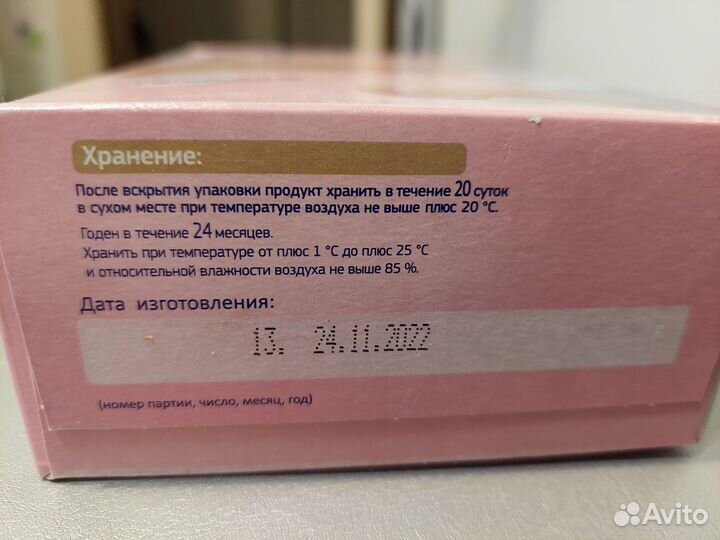 Хранение:
После вскрытия упаковки продукт хранить в течение 20 суток
в сухом месте при температуре воздуха не выше плюс 20 °С.
Годен в течение 24 месяцев.
Хранить при температуре от плюс 1 °С до плюс 25 °С
и относительной влажности воздуха не выше 85 %.
Дата изготовления:
13. 24.11.2022
(номер партии, число, месяц, год)
Avito